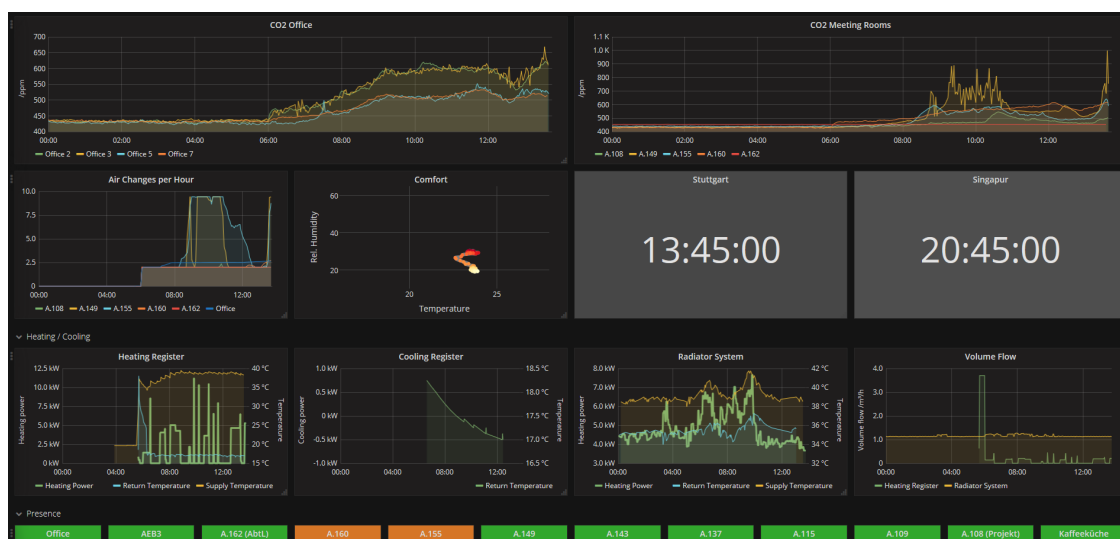 CO2 Office
700
650
600
550
500
450
400
/ppm
00:00 02:00 04:00 06:00 08:00 10:00 12:00
Office 2 Office 3 Office 5 Office 7
CO2 Meeting Rooms
1.1 K
1.0 K
900
800
700
600
500
400
/ppm
00:00 02:00 04:00 06:00 08:00 10:00 12:00
A.108 A.149 A.155 A.160 A.162
Air Changes per Hour
10.0
7.5
5.0
2.5
0
00:00 04:00 08:00 12:00
A.108 A.149 A.155 A.160 A.162 Office
Comfort
60
40
20
Rel. Humidity
20 25
Temperature
Stuttgart
13:45:00
Singapur
20:45:00
Heating / Cooling
Heating Register
12.5 kW
10.0 kW
7.5 kW
5.0 kW
2.5 kW
0 kW
Heating power
40 °C
35 °C
30 °C
25 °C
20 °C
15 °C
Temperature
00:00 04:00 08:00 12:00
Heating Power Return Temperature Supply Temperature
Cooling Register
1.0 kW
0.5 kW
0 kW
-0.5 kW
-1.0 kW
Cooling power
18.5 °C
18.0 °C
17.5 °C
17.0 °C
16.5 °C
Temperature
00:00 04:00 08:00 12:00
Return Temperature
Radiator System
8.0 kW
7.0 kW
6.0 kW
5.0 kW
4.0 kW
3.0 kW
Heating power
42 °C
40 °C
38 °C
36 °C
34 °C
32 °C
Temperature
00:00 04:00 08:00 12:00
Heating Power Return Temperature Supply Temperature
Volume Flow
4.0
3.0
2.0
1.0
0
Volume flow /m³/h
00:00 04:00 08:00 12:00
Heating Register Radiator System
Presence
Office AEB3 A.162 (AbtL) A.160 A.155 A.149 A.143 A.137 A.115 A.109 A.108 (Projekt) Kaffeeküche